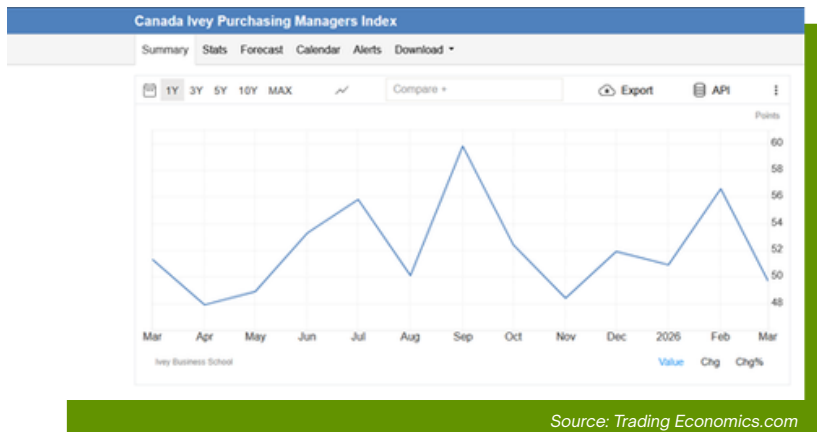 Canada Ivey Purchasing Managers Index
Summary Stats Forecast Calendar Alerts Download
1Y 3Y 5Y 10Y MAX Compare + Export API
Points
60
58
56
54
52
50
48
Mar Apr May Jun Jul Aug Sep Oct Nov Dec 2026 Feb Mar
Ivey Business School Value Chg Chg%
Source: Trading Economics.com